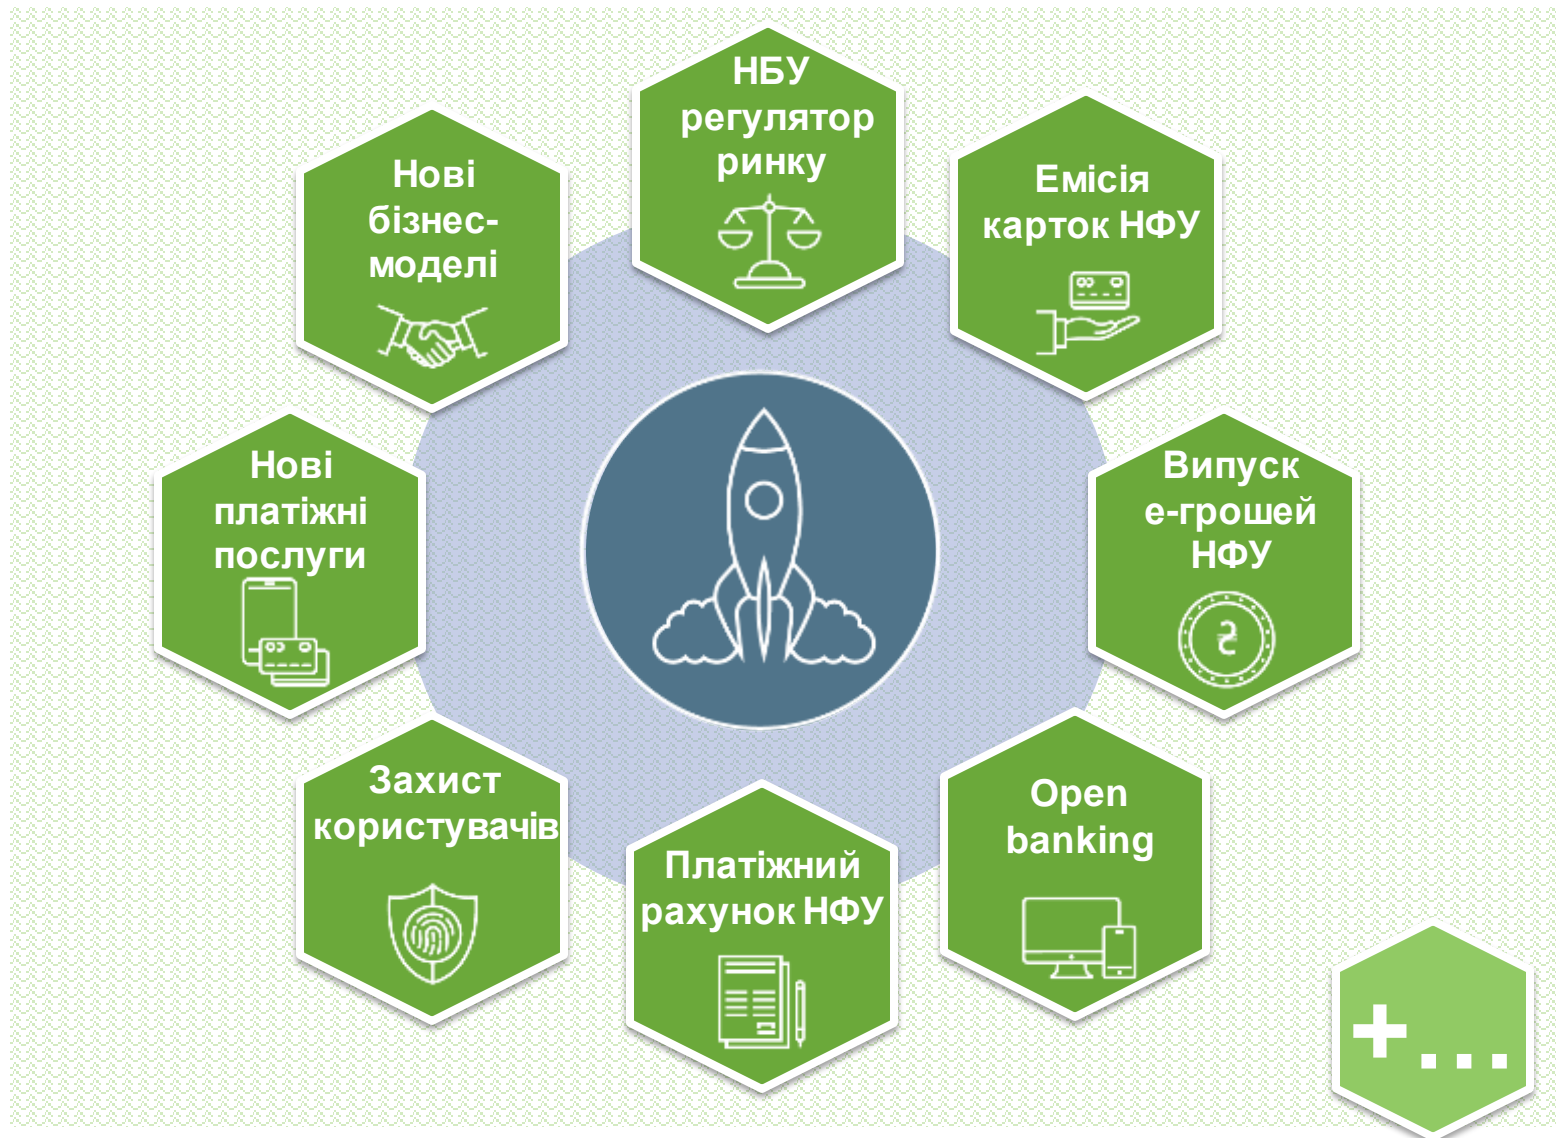 НБУ
регулятор
ринку
Емісія
карток НФУ
Випуск
е-грошей
НФУ
Open
banking
Платіжний
рахунок НФУ
Захист
користувачів
Нові
платіжні
послуги
Нові
бізнес-
моделі
+...